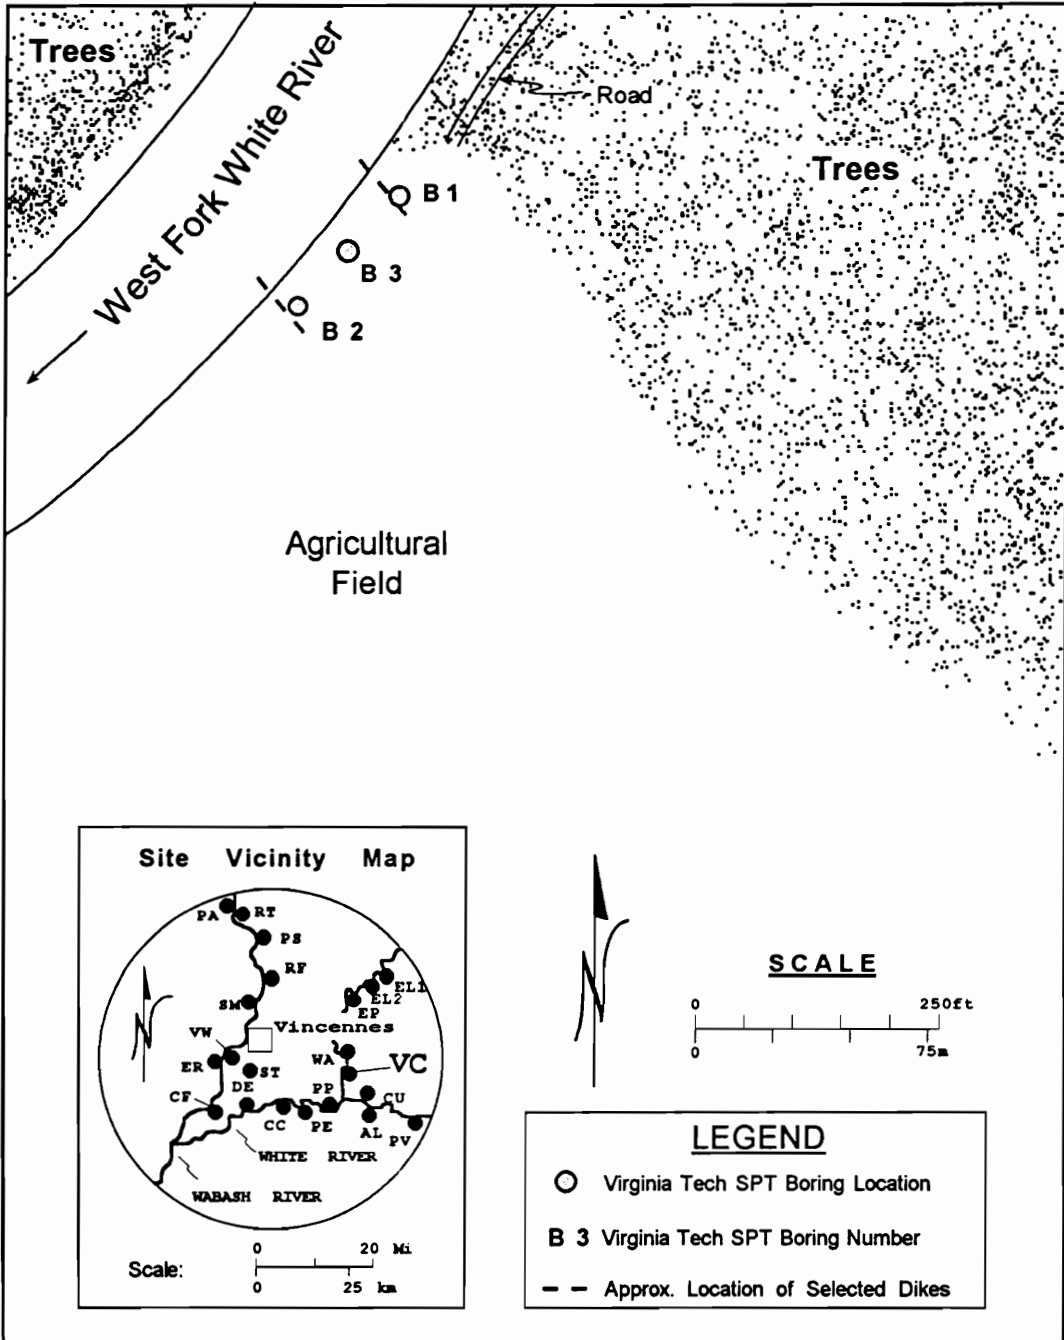 Trees
West Fork White River
Road
Trees
B 1
B 3
B 2
Agricultural
Field
Site Vicinity Map
PA
RT
PS
RF
SM
EL1
EL2
EP
Vincennes
VW
ER
ST
WA
VC
DE
CF
PP
CU
CC
PE
AL
PV
WHITE RIVER
WABASH RIVER
Scale:
0 20 Mi
0 25 km
SCALE
0 250ft
0 75m
LEGEND
Virginia Tech SPT Boring Location
B 3 Virginia Tech SPT Boring Number
Approx. Location of Selected Dikes